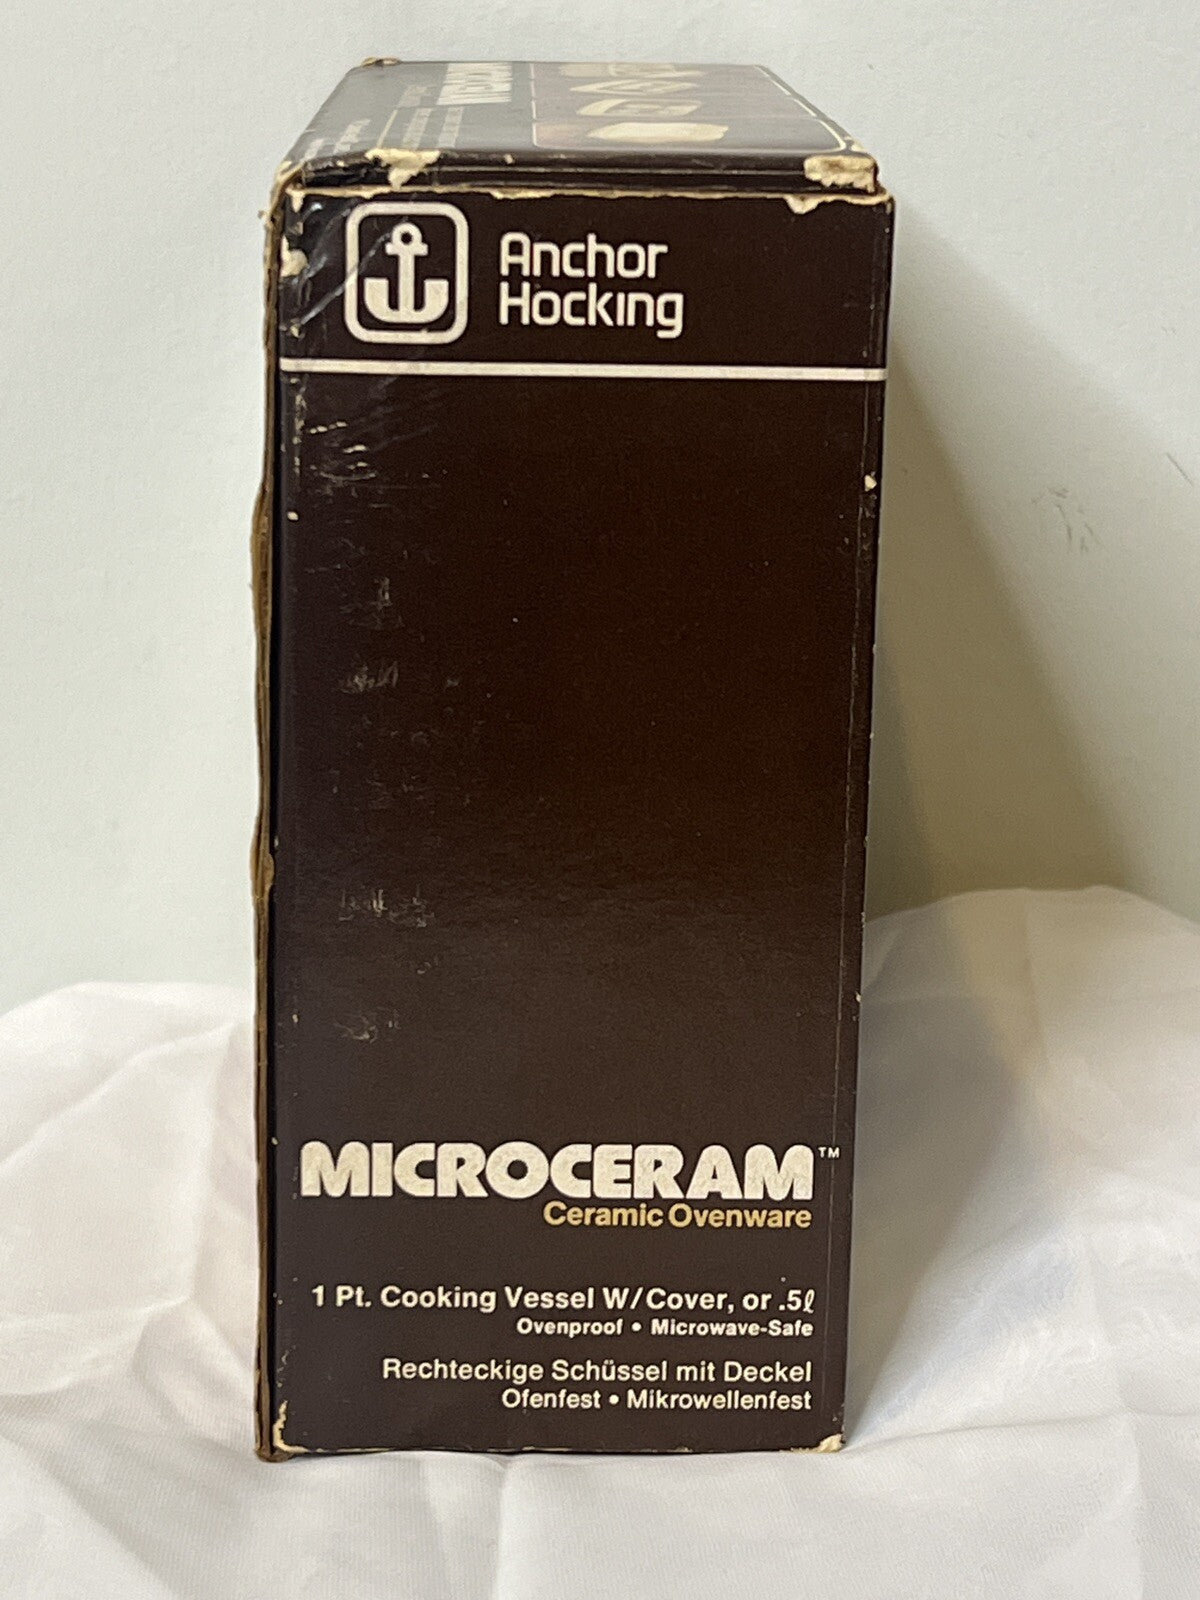 MICROCERAM
Anchor
Hocking
MICROCERAM™
Ceramic Ovenware
1 Pt. Cooking Vessel W/Cover, or .5ℓ
Ovenproof • Microwave-Safe
Rechteckige Schüssel mit Deckel
Ofenfest • Mikrowellenfest